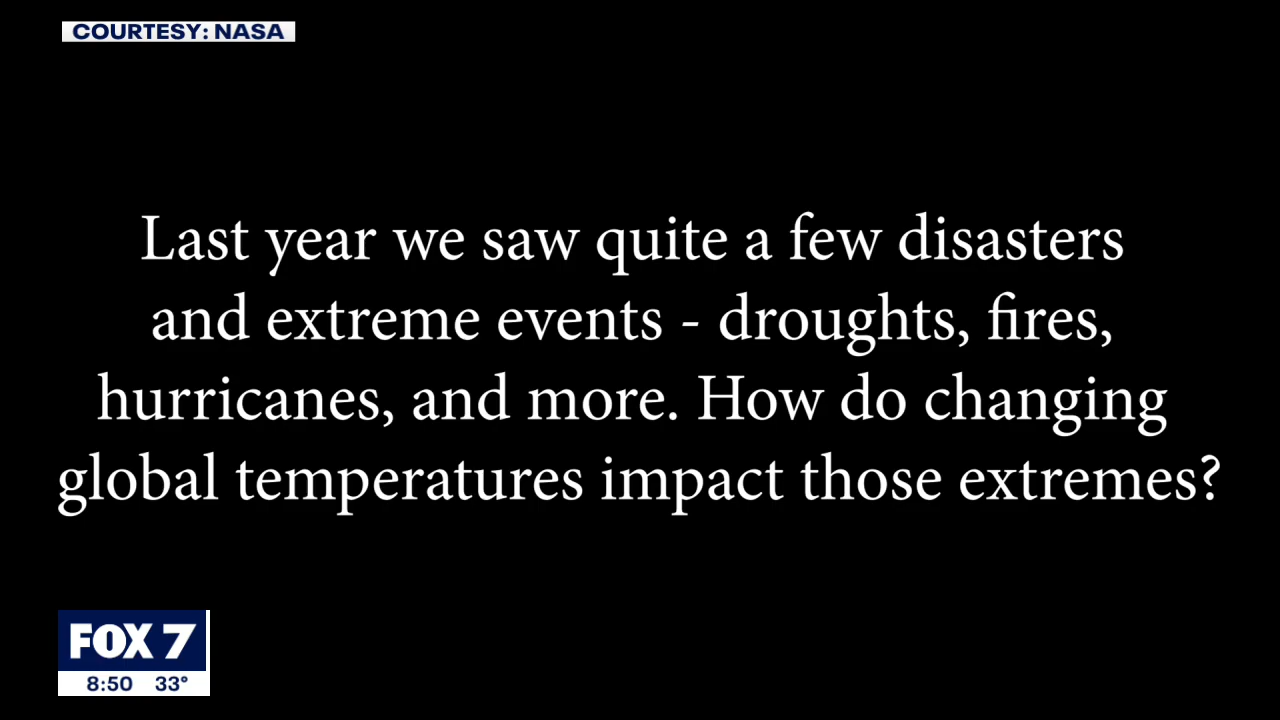 COURTESY: NASA
Last year we saw quite a few disasters
and extreme events - droughts, fires,
hurricanes, and more. How do changing
global temperatures impact those extremes?
FOX 7
8:50 33°